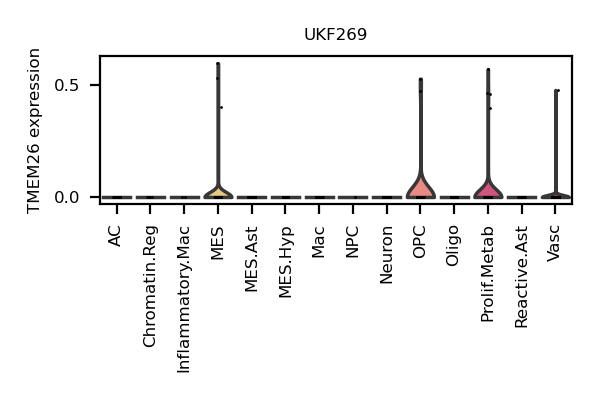 UKF269
TMEM26 expression
0.5
0.0
AC
Chromatin.Reg
Inflammatory.Mac
MES
MES.Ast
MES.Hyp
Mac
NPC
Neuron
OPC
Oligo
Prolif.Metab
Reactive.Ast
Vasc